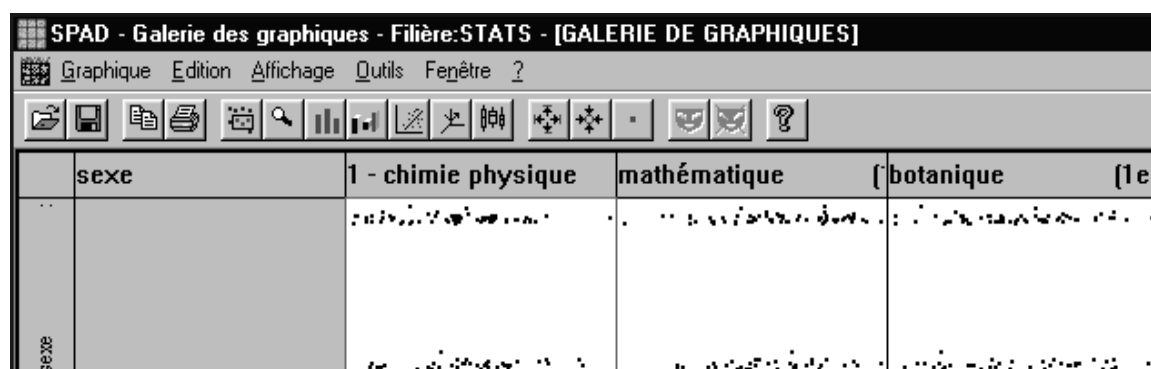 SPAD - Galerie des graphiques - Filière:STATS - [GALERIE DE GRAPHIQUES]
Graphique Edition Affichage Outils Fenêtre ?
sexe 1 - chimie physique mathématique ( botanique (1e
sexe